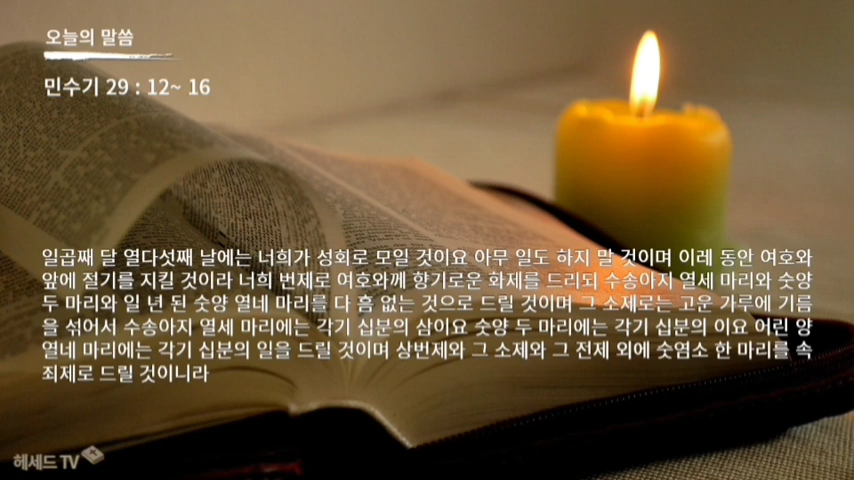 오늘의 말씀
민수기 29 : 12~ 16
일곱째 달 열다섯째 날에는 너희가 성회로 모일 것이요 아무 일도 하지 말 것이며 이레 동안 여호와
앞에 절기를 지킬 것이라 너희 번제로 여호와께 향기로운 화제를 드리되 수송아지 열세 마리와 숫양
두 마리와 일 년 된 숫양 열네 마리를 다 흠 없는 것으로 드릴 것이며 그 소제로는 고운 가루에 기름
을 섞어서 수송아지 열세 마리에는 각기 십분의 삼이요 숫양 두 마리에는 각기 십분의 이요 어린 양
열네 마리에는 각기 십분의 일을 드릴 것이며 상번제와 그 소제와 그 전제 외에 숫염소 한 마리를 속
죄제로 드릴 것이니라
헤세드 TV